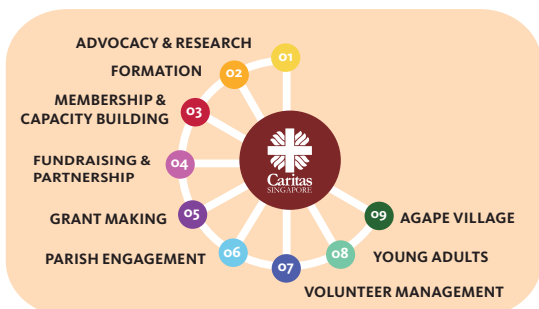 ADVOCACY & RESEARCH
01
FORMATION
02
MEMBERSHIP &
CAPACITY BUILDING
03
FUNDRAISING &
PARTNERSHIP
04
GRANT MAKING
05
PARISH ENGAGEMENT
06
07
VOLUNTEER MANAGEMENT
08
YOUNG ADULTS
09
AGAPE VILLAGE
Caritas
SINGAPORE